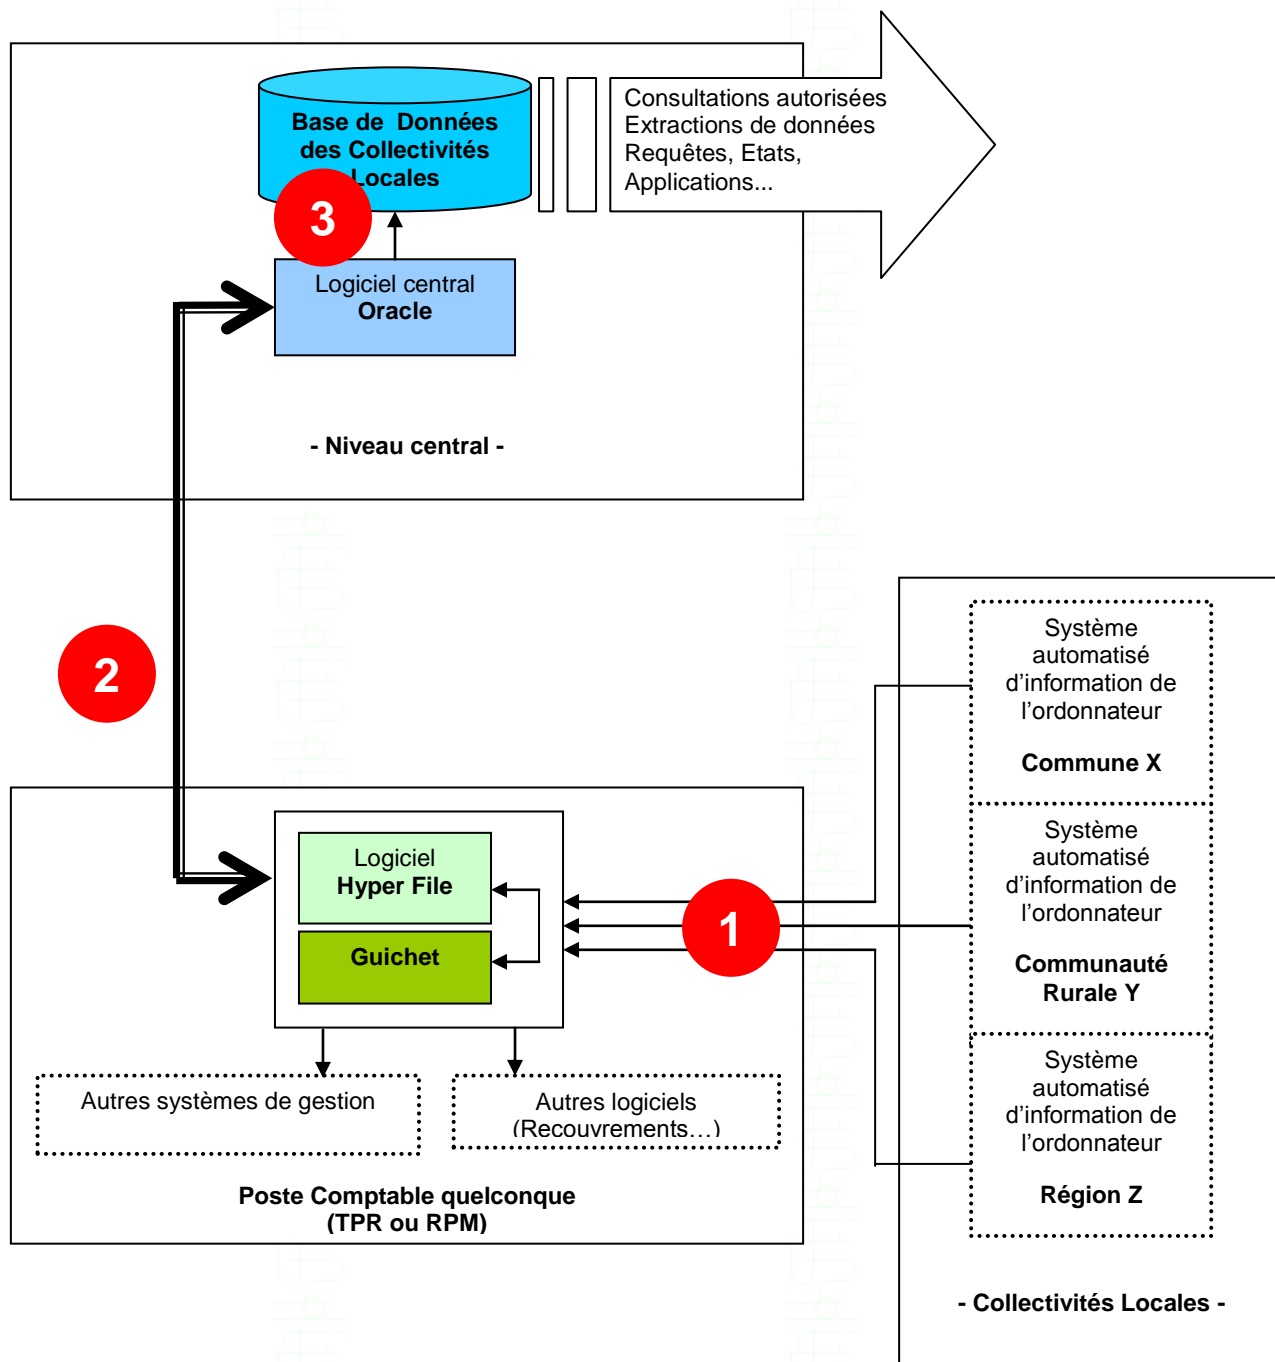 Base de Données
des Collectivités
Locales
Consultations autorisées
Extractions de données
Requêtes, Etats,
Applications...
3
Logiciel central
Oracle
- Niveau central -
2
Système
automatisé
d’information de
l’ordonnateur
Commune X
Système
automatisé
d’information de
l’ordonnateur
Communauté
Rurale Y
Système
automatisé
d’information de
l’ordonnateur
Région Z
- Collectivités Locales -
1
Logiciel
Hyper File
Guichet
Autres systèmes de gestion
Autres logiciels
(Recouvrements…)
Poste Comptable quelconque
(TPR ou RPM)